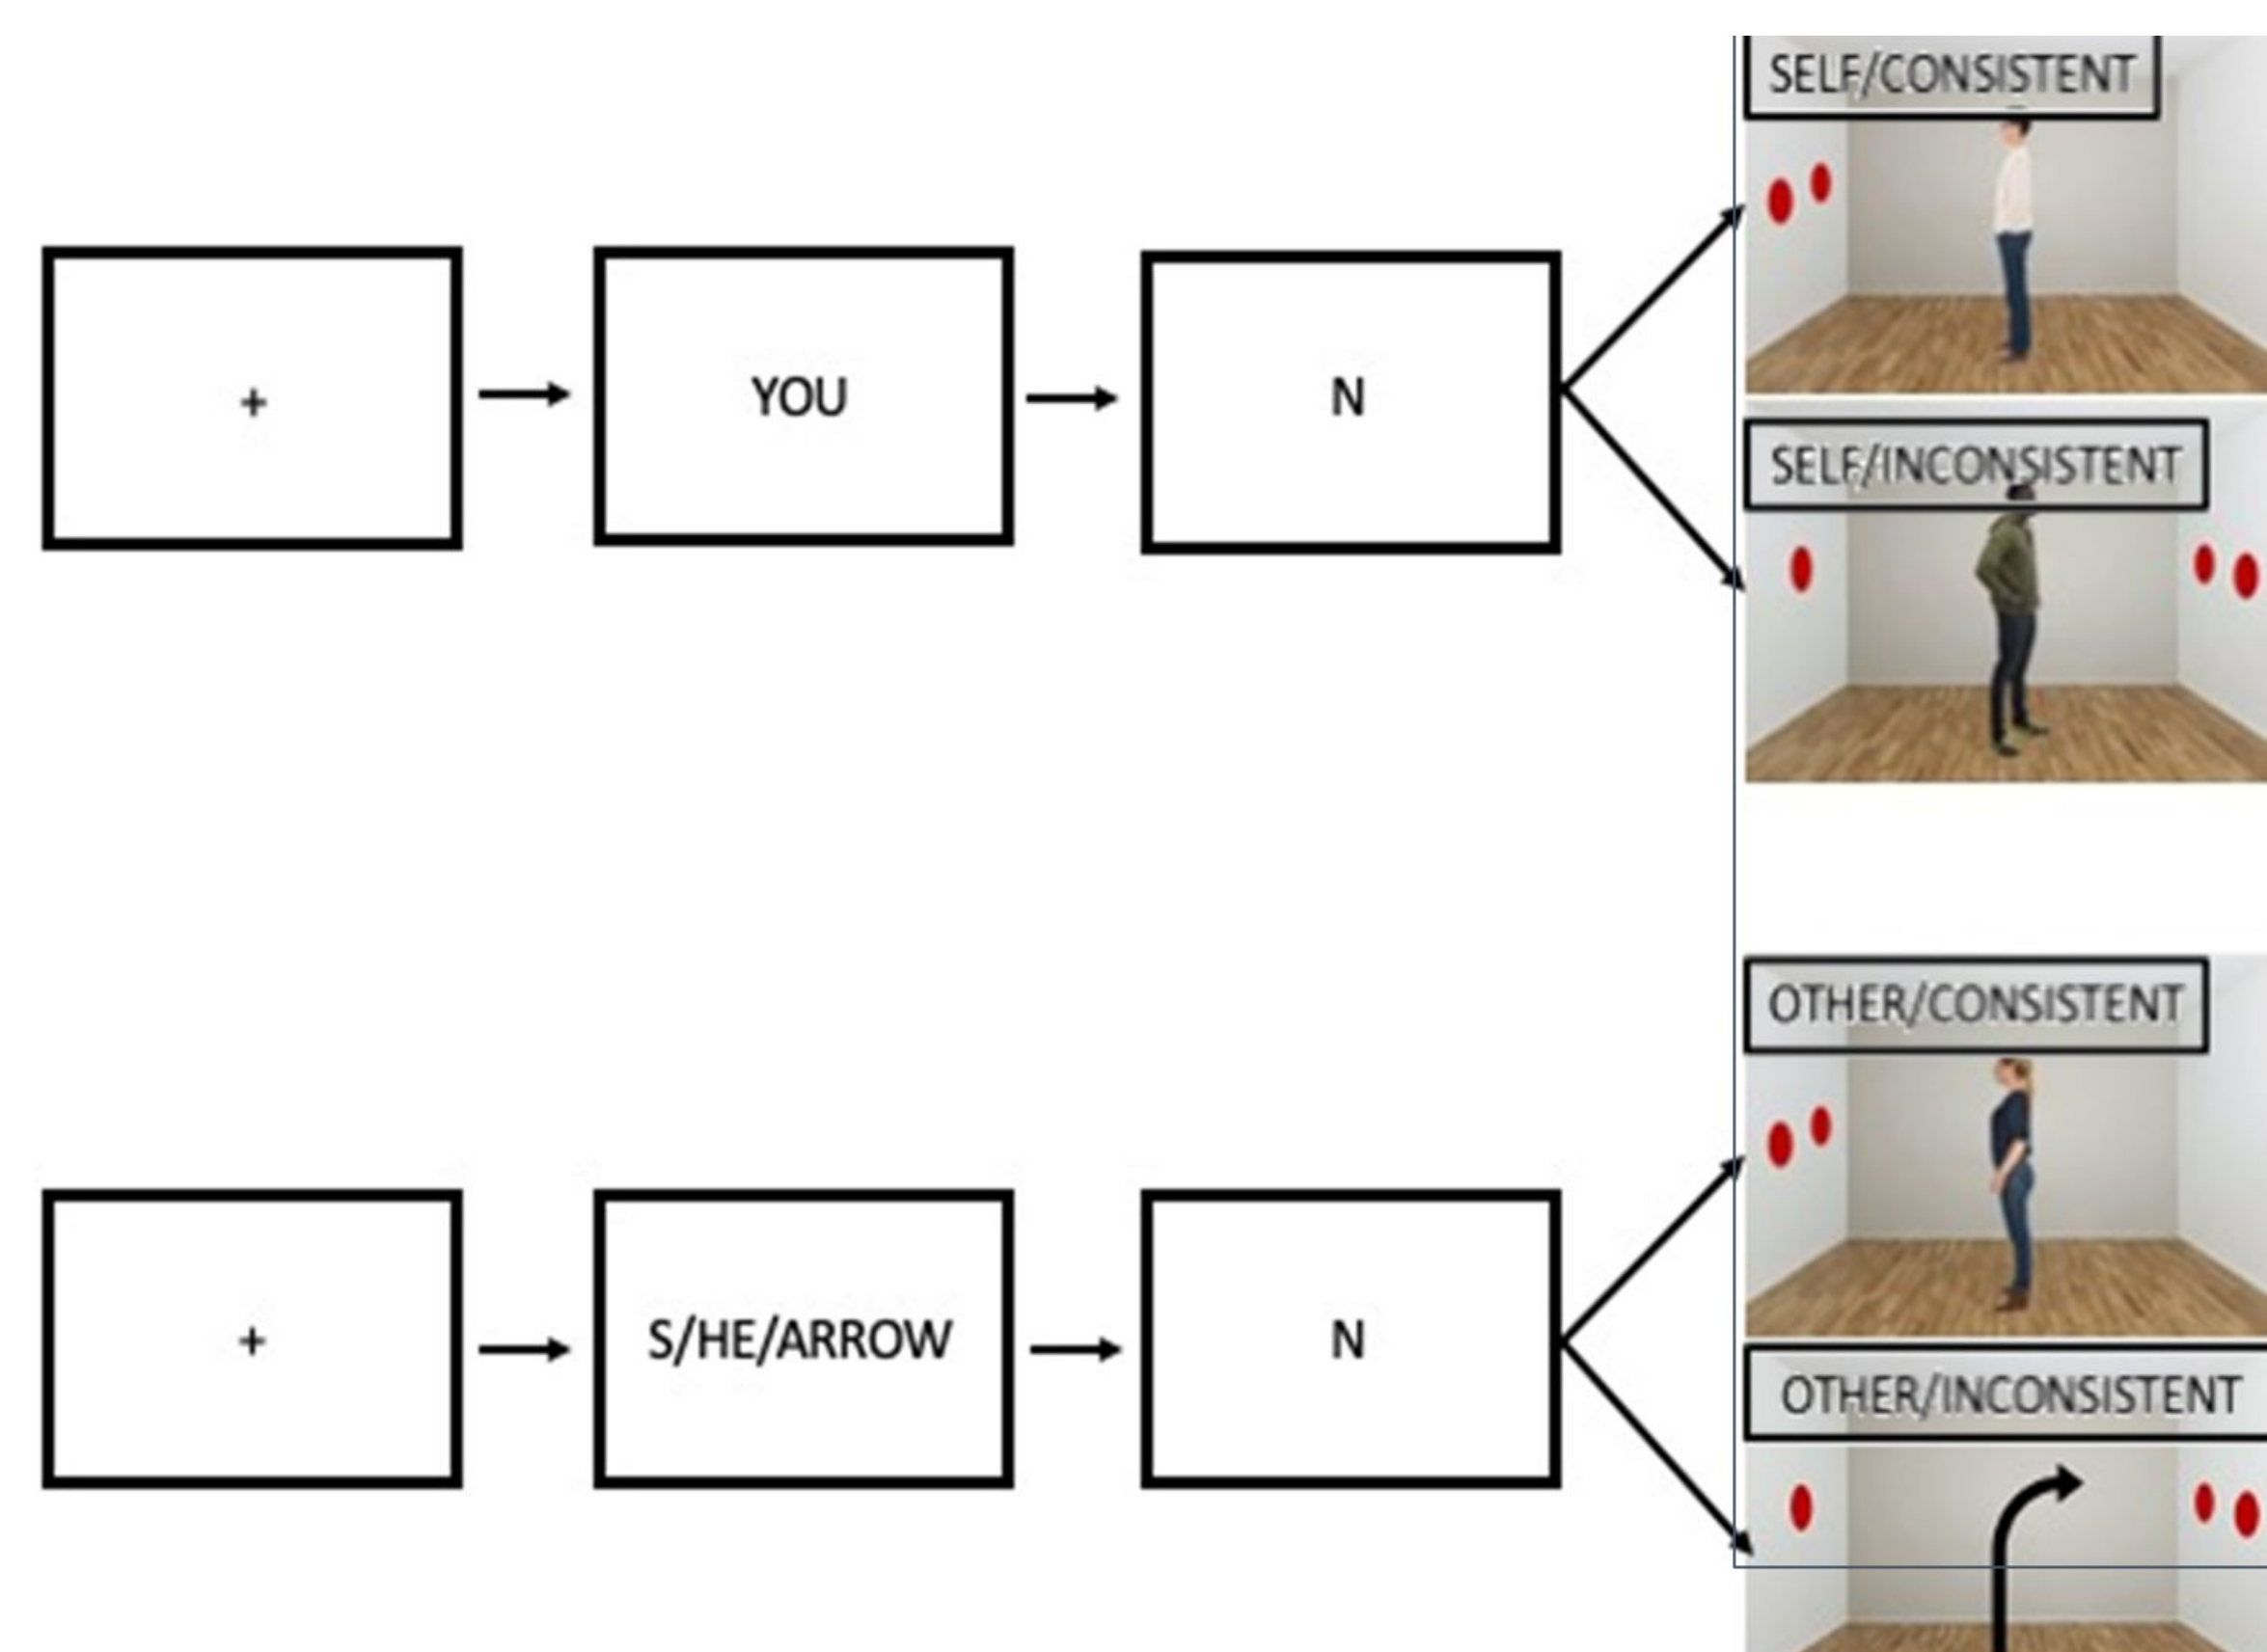 SELF/CONSISTENT
+
YOU
N
SELF/INCONSISTENT
OTHER/CONSISTENT
+
S/HE/ARROW
N
OTHER/INCONSISTENT